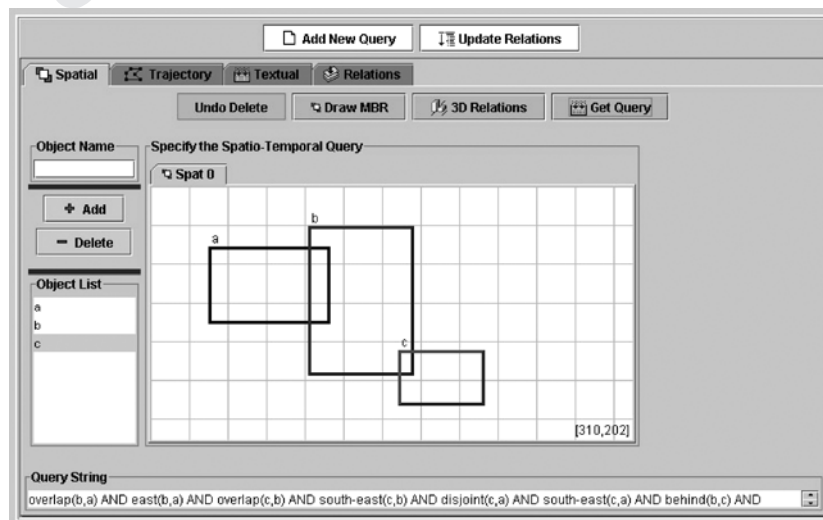 Add New Query Update Relations
Spatial Trajectory Textual Relations
Undo Delete Draw MBR 3D Relations Get Query
Object Name
Specify the Spatio-Temporal Query
Spat 0
Add
Delete
Object List
a
b
c
a
b
c
[310,202]
Query String
overlap(b,a) AND east(b,a) AND overlap(c,b) AND south-east(c,b) AND disjoint(c,a) AND south-east(c,a) AND behind(b,c) AND